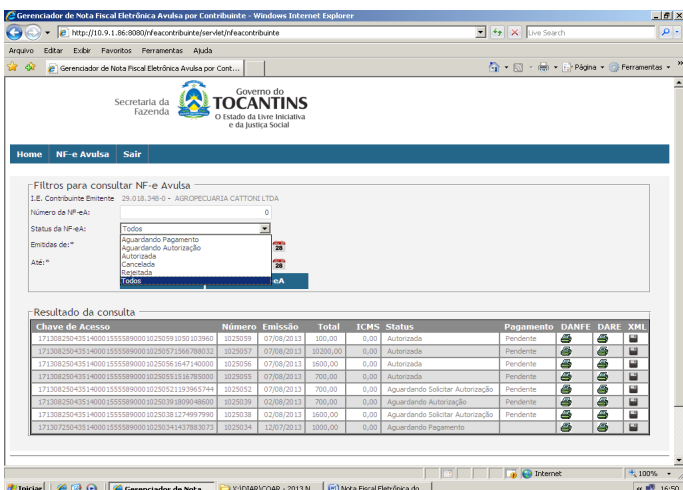 Gerenciador de Nota Fiscal Eletrônica Avulsa por Contribuinte - Windows Internet Explorer
http://10.9.1.86:8080/nfeacontribuinte/servlet/nfeacontribuinte
Live Search
Arquivo Editar Exibir Favoritos Ferramentas Ajuda
Gerenciador de Nota Fiscal Eletrônica Avulsa por Cont...
Página Ferramentas
Secretaria da
Fazenda
Governo do
TOCANTINS
O Estado da Livre Iniciativa
e da Justiça Social
Home NF-e Avulsa Sair
Filtros para consultar NF-e Avulsa
I.E. Contribuinte Emitente 29.018.348-0 - AGROPECUARIA CATTONI LTDA
Número da NF-eA: 0
Status da NF-eA: Todos
Aguardando Pagamento
Emitidas de:* Aguardando Autorização 28
Autorizada
Até:* Cancelada 28
Rejeitada
Todos eA
Resultado da consulta
Chave de Acesso Número Emissão Total ICMS Status Pagamento DANFE DARE XML
1025059 07/08/2013 100,00 0,00 Autorizada Pendente
1025057 07/08/2013 10200,00 0,00 Autorizada Pendente
1025056 07/08/2013 1600,00 0,00 Autorizada Pendente
1025055 07/08/2013 700,00 0,00 Autorizada Pendente
1025052 07/08/2013 700,00 0,00 Aguardando Solicitar Autorização Pendente
1025039 02/08/2013 700,00 0,00 Aguardando Autorização Pendente
1025038 02/08/2013 1600,00 0,00 Aguardando Solicitar Autorização Pendente
1025034 12/07/2013 1000,00 0,00 Aguardando Pagamento Pendente
Internet 100%
Iniciar Gerenciador de Nota ... Nota Fiscal Eletrônica do ... 16:50